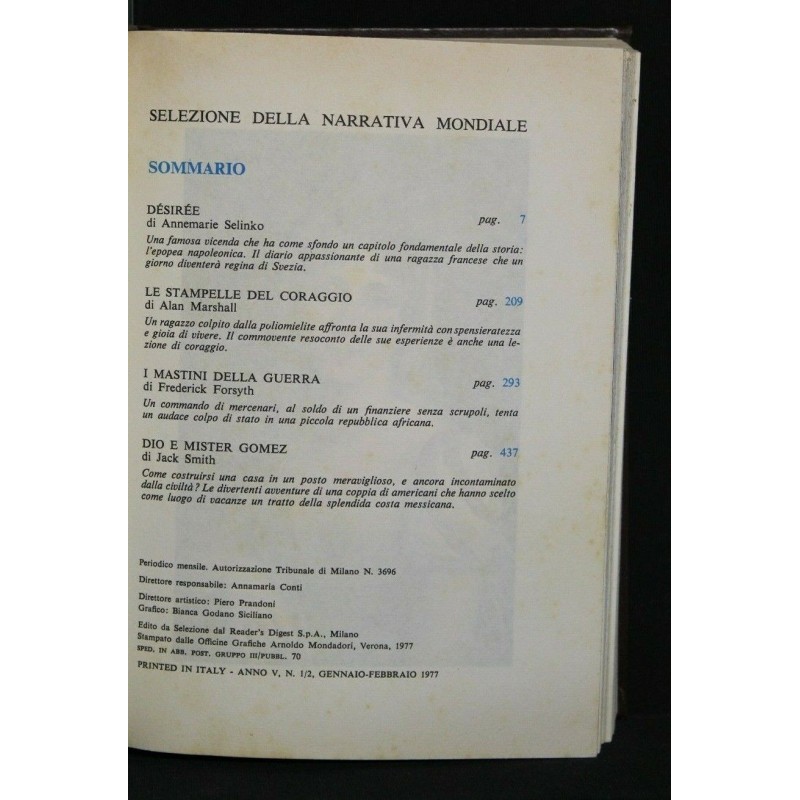 SELEZIONE DELLA NARRATIVA MONDIALE
SOMMARIO
DÉSIRÉE
di Annemarie Selinko pag. 7
Una famosa vicenda che ha come sfondo un capitolo fondamentale della storia:
l'epopea napoleonica. Il diario appassionante di una ragazza francese che un
giorno diventerà regina di Svezia.
LE STAMPELLE DEL CORAGGIO pag. 209
di Alan Marshall
Un ragazzo colpito dalla poliomielite affronta la sua infermità con spensieratezza
e gioia di vivere. Il commovente resoconto delle sue esperienze è anche una le-
zione di coraggio.
I MASTINI DELLA GUERRA pag. 293
di Frederick Forsyth
Un commando di mercenari, al soldo di un finanziere senza scrupoli, tenta
un audace colpo di stato in una piccola repubblica africana.
DIO E MISTER GOMEZ pag. 437
di Jack Smith
Come costruirsi una casa in un posto meraviglioso, e ancora incontaminato
dalla civiltà? Le divertenti avventure di una coppia di americani che hanno scelto
come luogo di vacanze un tratto della splendida costa messicana.
Periodico mensile. Autorizzazione Tribunale di Milano N. 3696
Direttore responsabile: Annamaria Conti
Direttore artistico: Piero Prandoni
Grafico: Bianca Godano Siciliano
Edito da Selezione dal Reader's Digest S.p.A., Milano
Stampato dalle Officine Grafiche Arnoldo Mondadori, Verona, 1977
SPED. IN ABB. POST. GRUPPO III/PUBBL. 70
PRINTED IN ITALY - ANNO V, N. 1/2, GENNAIO-FEBBRAIO 1977